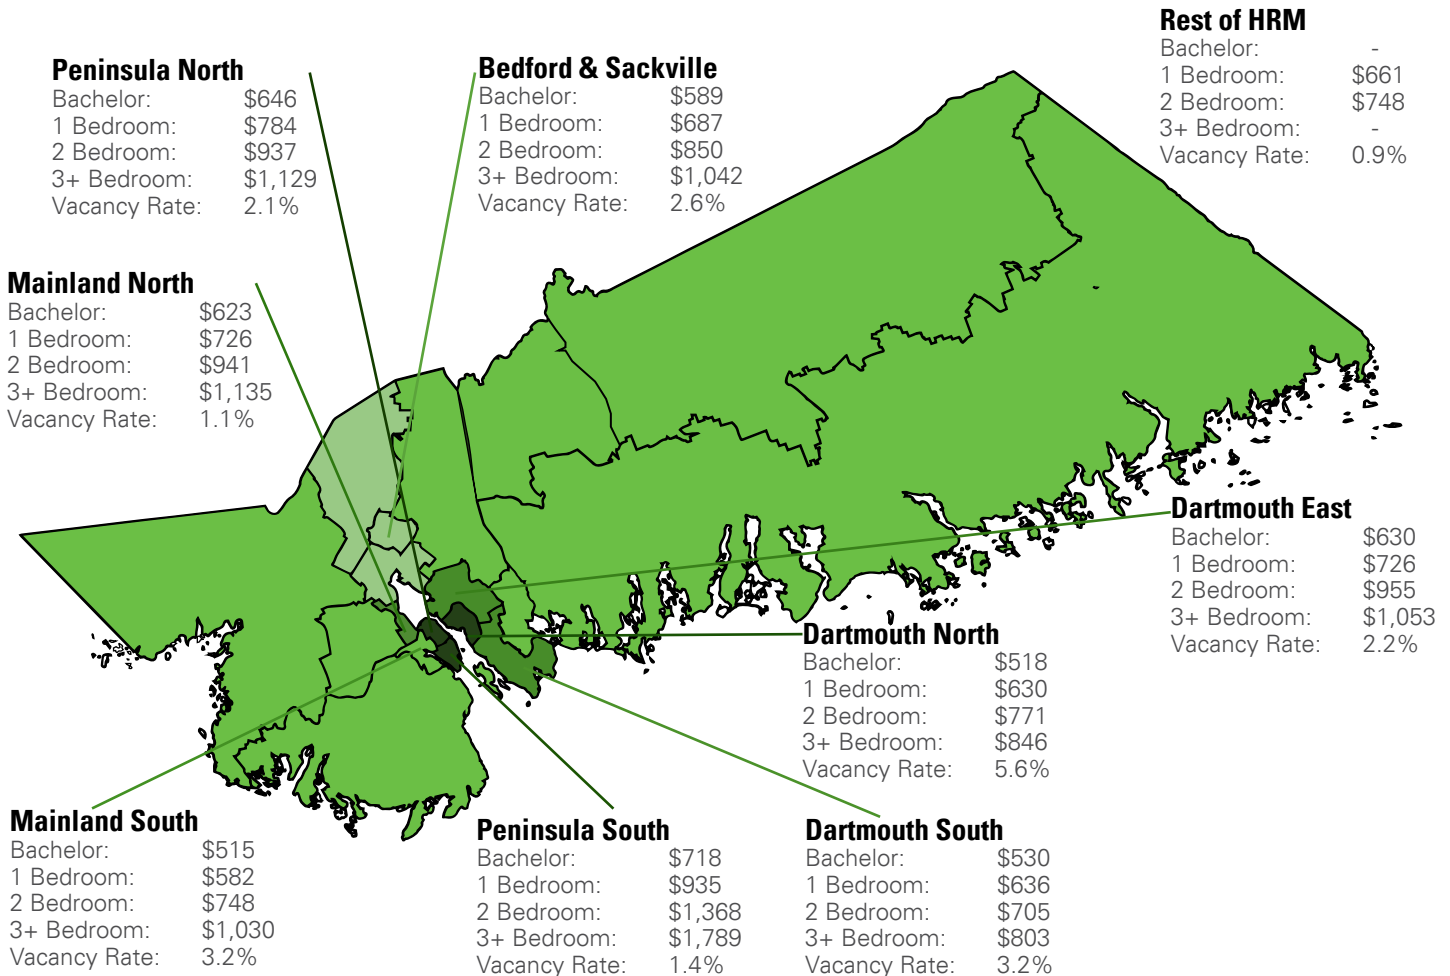 Rest of HRM
Bachelor: -
1 Bedroom: $661
2 Bedroom: $748
3+ Bedroom: -
Vacancy Rate: 0.9%
Peninsula North
Bachelor: $646
1 Bedroom: $784
2 Bedroom: $937
3+ Bedroom: $1,129
Vacancy Rate: 2.1%
Bedford & Sackville
Bachelor: $589
1 Bedroom: $687
2 Bedroom: $850
3+ Bedroom: $1,042
Vacancy Rate: 2.6%
Mainland North
Bachelor: $623
1 Bedroom: $726
2 Bedroom: $941
3+ Bedroom: $1,135
Vacancy Rate: 1.1%
Dartmouth East
Bachelor: $630
1 Bedroom: $726
2 Bedroom: $955
3+ Bedroom: $1,053
Vacancy Rate: 2.2%
Dartmouth North
Bachelor: $518
1 Bedroom: $630
2 Bedroom: $771
3+ Bedroom: $846
Vacancy Rate: 5.6%
Mainland South
Bachelor: $515
1 Bedroom: $582
2 Bedroom: $748
3+ Bedroom: $1,030
Vacancy Rate: 3.2%
Peninsula South
Bachelor: $718
1 Bedroom: $935
2 Bedroom: $1,368
3+ Bedroom: $1,789
Vacancy Rate: 1.4%
Dartmouth South
Bachelor: $530
1 Bedroom: $636
2 Bedroom: $705
3+ Bedroom: $803
Vacancy Rate: 3.2%